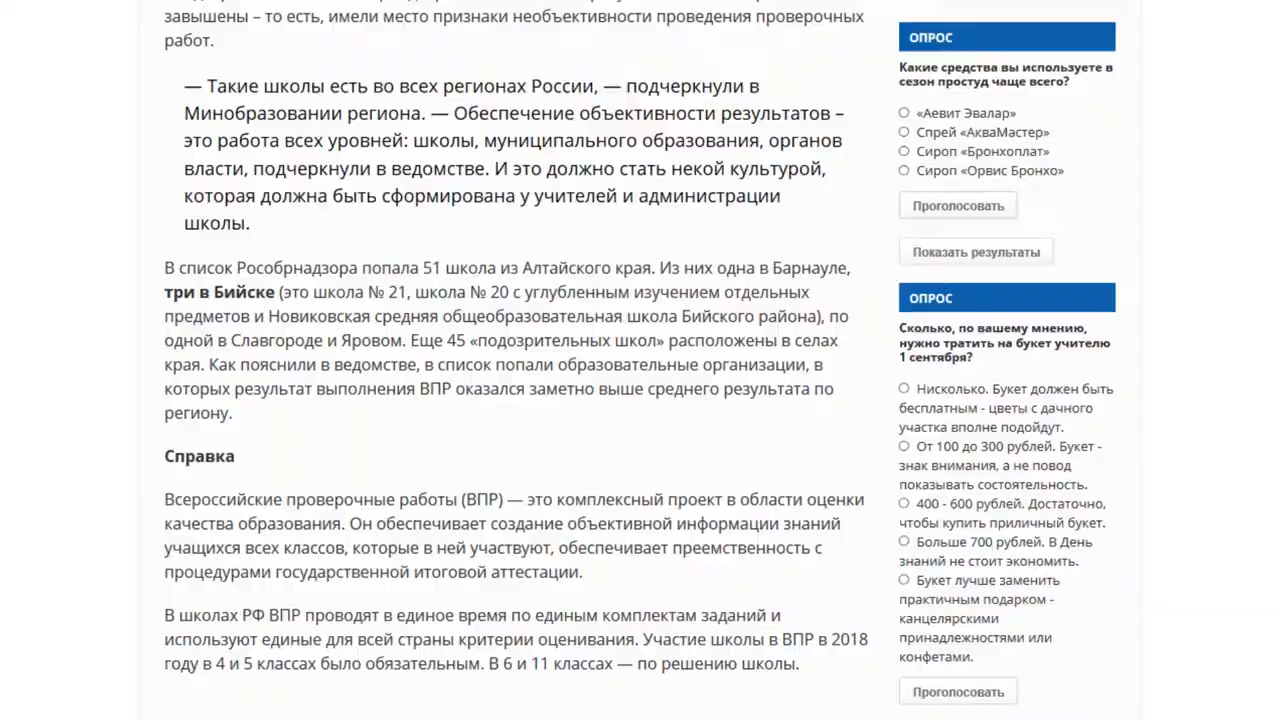 завышены – то есть, имели место признаки необъективности проведения проверочных
работ.
— Такие школы есть во всех регионах России, — подчеркнули в
Минобразовании региона. — Обеспечение объективности результатов –
это работа всех уровней: школы, муниципального образования, органов
власти, подчеркнули в ведомстве. И это должно стать некой культурой,
которая должна быть сформирована у учителей и администрации
школы.
В список Рособрнадзора попала 51 школа из Алтайского края. Из них одна в Барнауле,
три в Бийске (это школа № 21, школа № 20 с углубленным изучением отдельных
предметов и Новиковская средняя общеобразовательная школа Бийского района), по
одной в Славгороде и Яровом. Еще 45 «подозрительных школ» расположены в селах
края. Как пояснили в ведомстве, в список попали образовательные организации, в
которых результат выполнения ВПР оказался заметно выше среднего результата по
региону.
Справка
Всероссийские проверочные работы (ВПР) — это комплексный проект в области оценки
качества образования. Он обеспечивает создание объективной информации знаний
учащихся всех классов, которые в ней участвуют, обеспечивает преемственность с
процедурами государственной итоговой аттестации.
В школах РФ ВПР проводят в единое время по единым комплектам заданий и
используют единые для всей страны критерии оценивания. Участие школы в ВПР в 2018
году в 4 и 5 классах было обязательным. В 6 и 11 классах — по решению школы.
ОПРОС
Какие средства вы используете в
сезон простуд чаще всего?
«Аевит Эвалар»
Спрей «АкваМастер»
Сироп «Бронхоплат»
Сироп «Орвис Бронхо»
Проголосовать
Показать результаты
ОПРОС
Сколько, по вашему мнению,
нужно тратить на букет учителю
1 сентября?
Нисколько. Букет должен быть
бесплатным - цветы с дачного
участка вполне подойдут.
От 100 до 300 рублей. Букет -
знак внимания, а не повод
показывать состоятельность.
400 - 600 рублей. Достаточно,
чтобы купить приличный букет.
Больше 700 рублей. В День
знаний не стоит экономить.
Букет лучше заменить
практичным подарком -
канцелярскими
принадлежностями или
конфетами.
Проголосовать